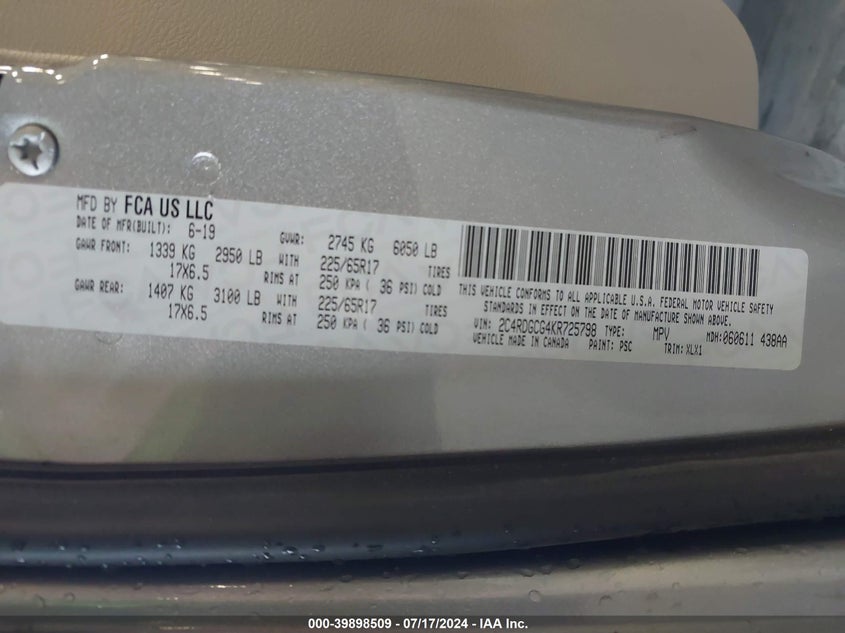 MFD BY FCA US LLC
DATE OF MFR(BUILT): 6-19 GVWR: 2745 KG 6050 LB
GAWR FRONT: 1339 KG 2950 LB WITH 225/65R17 TIRES
17X6.5 RIMS AT 250 KPA ( 36 PSI) COLD
GAWR REAR: 1407 KG 3100 LB WITH 225/65R17 TIRES
17X6.5 RIMS AT 250 KPA ( 36 PSI) COLD
THIS VEHICLE CONFORMS TO ALL APPLICABLE U.S.A. FEDERAL MOTOR VEHICLE SAFETY
STANDARDS IN EFFECT ON THE DATE OF MANUFACTURE SHOWN ABOVE.
VIN: 2C4RDGCG4KR725798 TYPE: MPV MDH:060611 438AA
VEHICLE MADE IN CANADA PAINT: PSC TRIM: XLX1
000-39898509 - 07/17/2024 - IAA Inc.